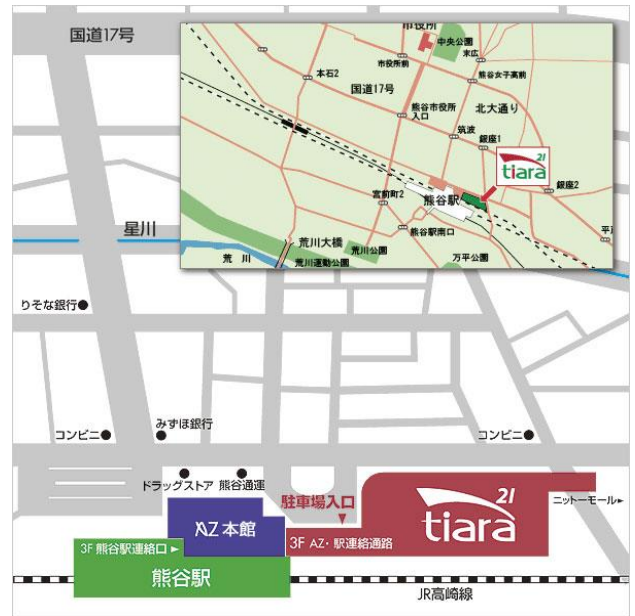 国道17号
市役所
中央公園
末広
市役所前
熊谷女子高前
本石2
国道17号
熊谷市役所
入口
北大通り
筑波
銀座1
21
tiara
銀座2
宮前町2
熊谷駅
熊谷駅南口
荒川大橋
荒川公園
荒川
荒川運動公園
万平公園
星川
りそな銀行
コンビニ
みずほ銀行
コンビニ
ドラッグストア
熊谷通運
駐車場入口
21
tiara
ニットーモール
AZ本館
3F AZ・駅連絡通路
3F 熊谷駅連絡口
熊谷駅
JR高崎線